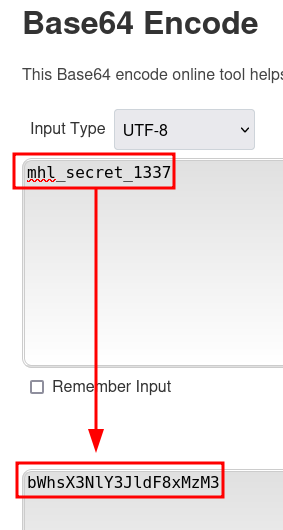 Base64 Encode
This Base64 encode online tool helps
Input Type UTF-8
mhl_secret_1337
Remember Input
bWhsX3NlY3JldF8xMzM3